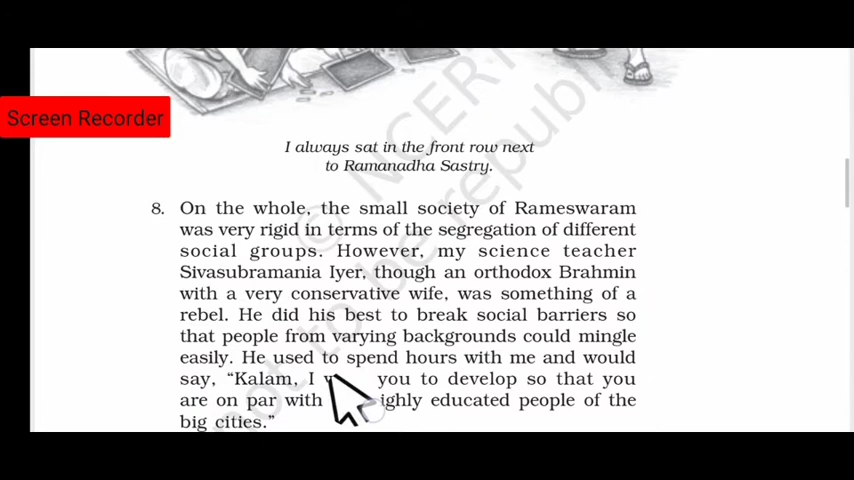 Screen Recorder
I always sat in the front row next
to Ramanadha Sastry.
8. On the whole, the small society of Rameswaram
was very rigid in terms of the segregation of different
social groups. However, my science teacher
Sivasubramania Iyer, though an orthodox Brahmin
with a very conservative wife, was something of a
rebel. He did his best to break social barriers so
that people from varying backgrounds could mingle
easily. He used to spend hours with me and would
say, “Kalam, I you to develop so that you
are on par with ighly educated people of the
big cities.”
© NCERT
not to be republi